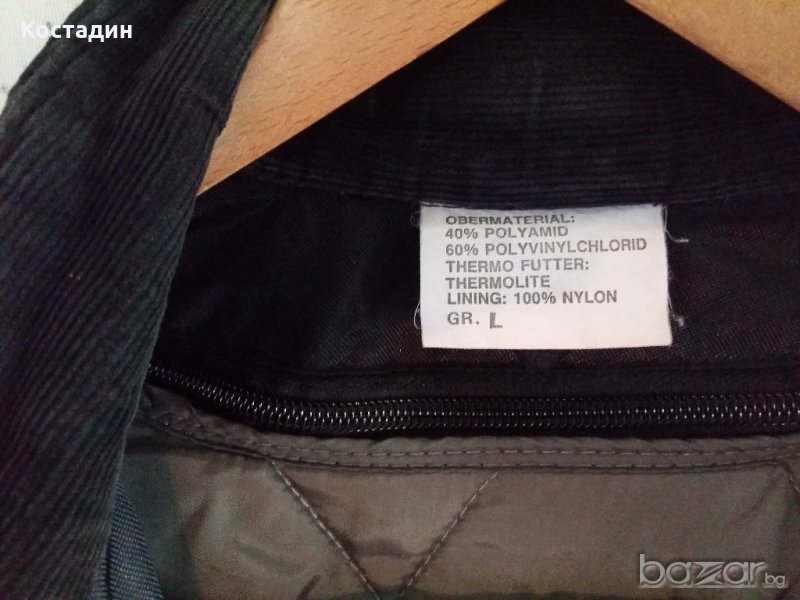 Костадин
OBERMATERIAL:
40% POLYAMID
60% POLYVINYLCHLORID
THERMO FUTTER:
THERMOLITE
LINING: 100% NYLON
GR. L
bazar.bg